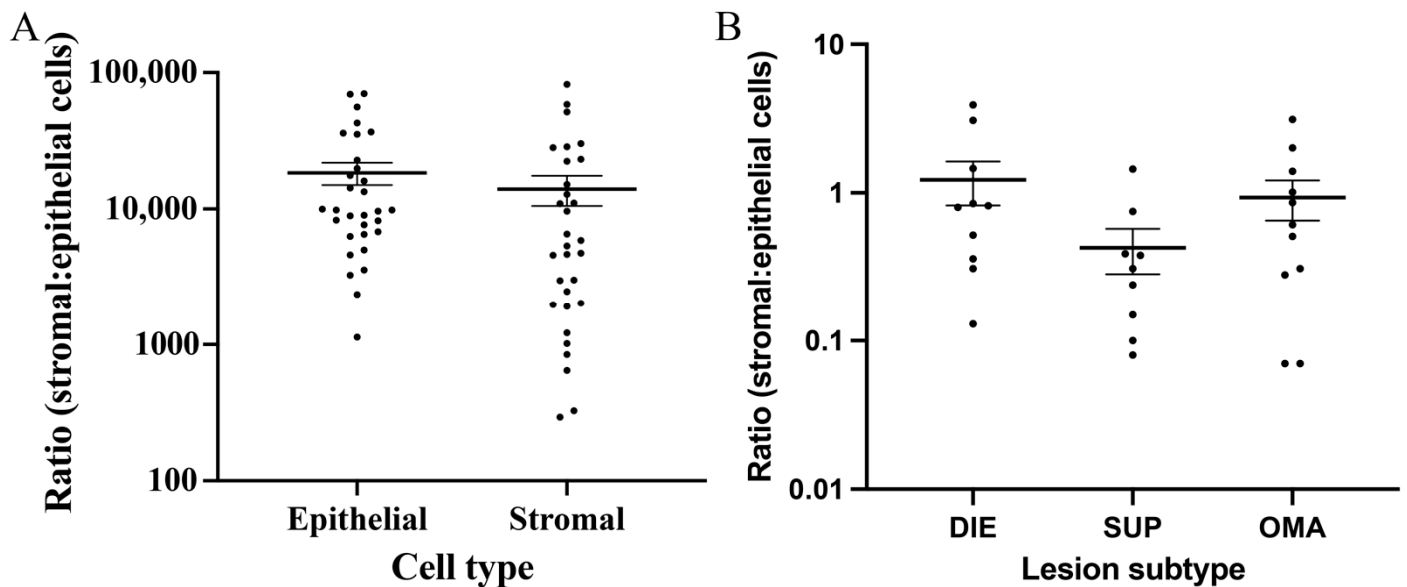 A
Ratio (stromal:epithelial cells)
100,000
10,000
1000
100
Epithelial
Stromal
Cell type
B
Ratio (stromal:epithelial cells)
10
1
0.1
0.01
DIE
SUP
OMA
Lesion subtype